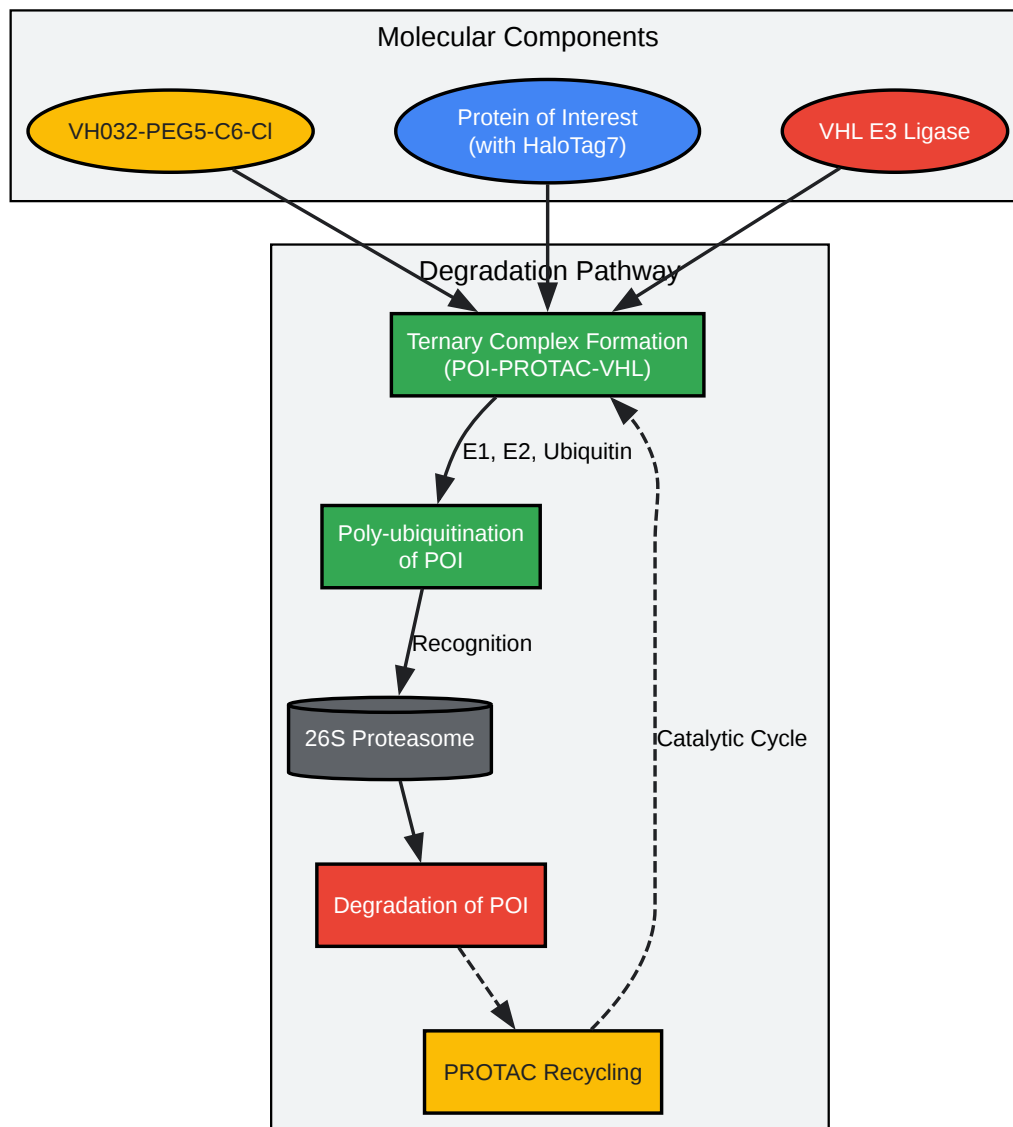 Molecular Components
VH032-PEG5-C6-Cl
Protein of Interest
(with HaloTag7)
VHL E3 Ligase
Degradation Pathway
Ternary Complex Formation
(POI-PROTAC-VHL)
E1, E2, Ubiquitin
Poly-ubiquitination
of POI
Recognition
26S Proteasome
Catalytic Cycle
Degradation of POI
PROTAC Recycling